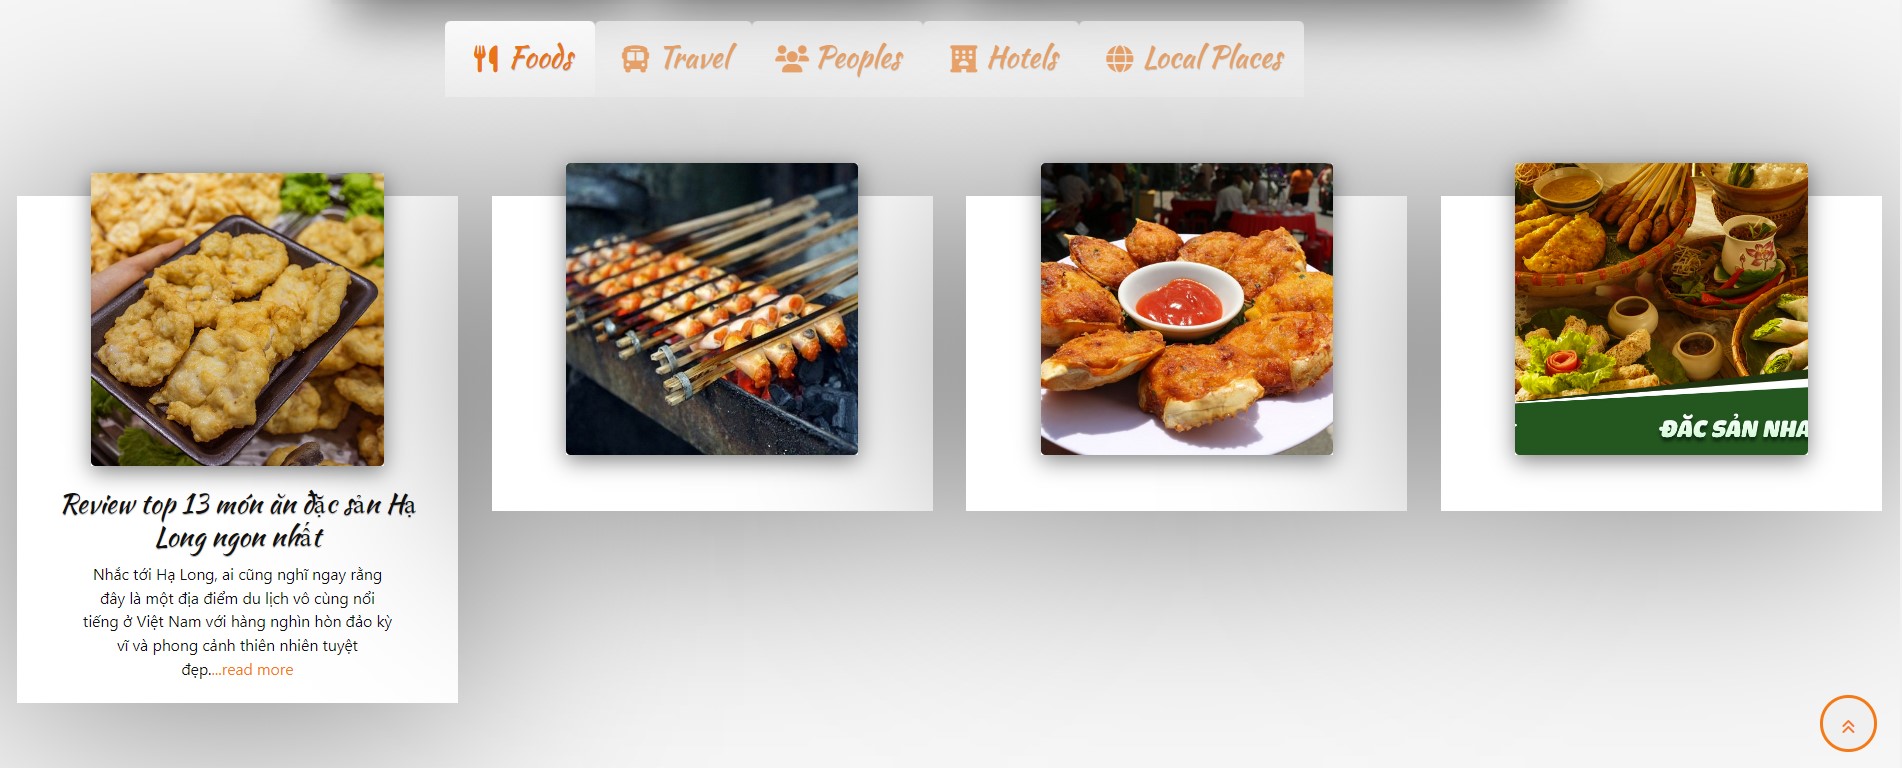 Foods
Travel
Peoples
Hotels
Local Places
ĐẶC SẢN NHA
Review top 13 món ăn đặc sản Hạ
Long ngon nhất
Nhắc tới Hạ Long, ai cũng nghĩ ngay rằng
đây là một địa điểm du lịch vô cùng nổi
tiếng ở Việt Nam với hàng nghìn hòn đảo kỳ
vĩ và phong cảnh thiên nhiên tuyệt
đẹp....read more